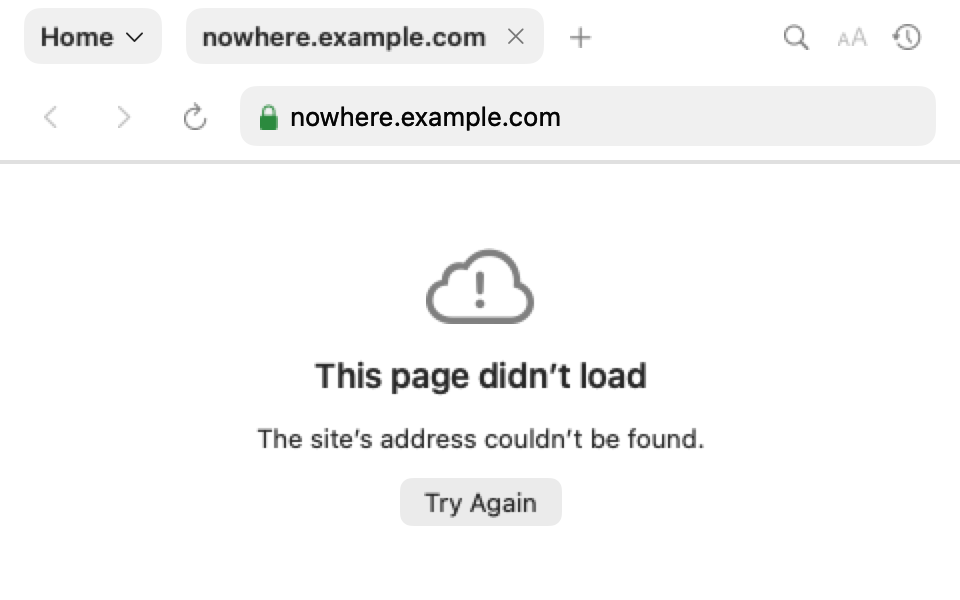 Home
nowhere.example.com
AA
nowhere.example.com
This page didn’t load
The site’s address couldn’t be found.
Try Again